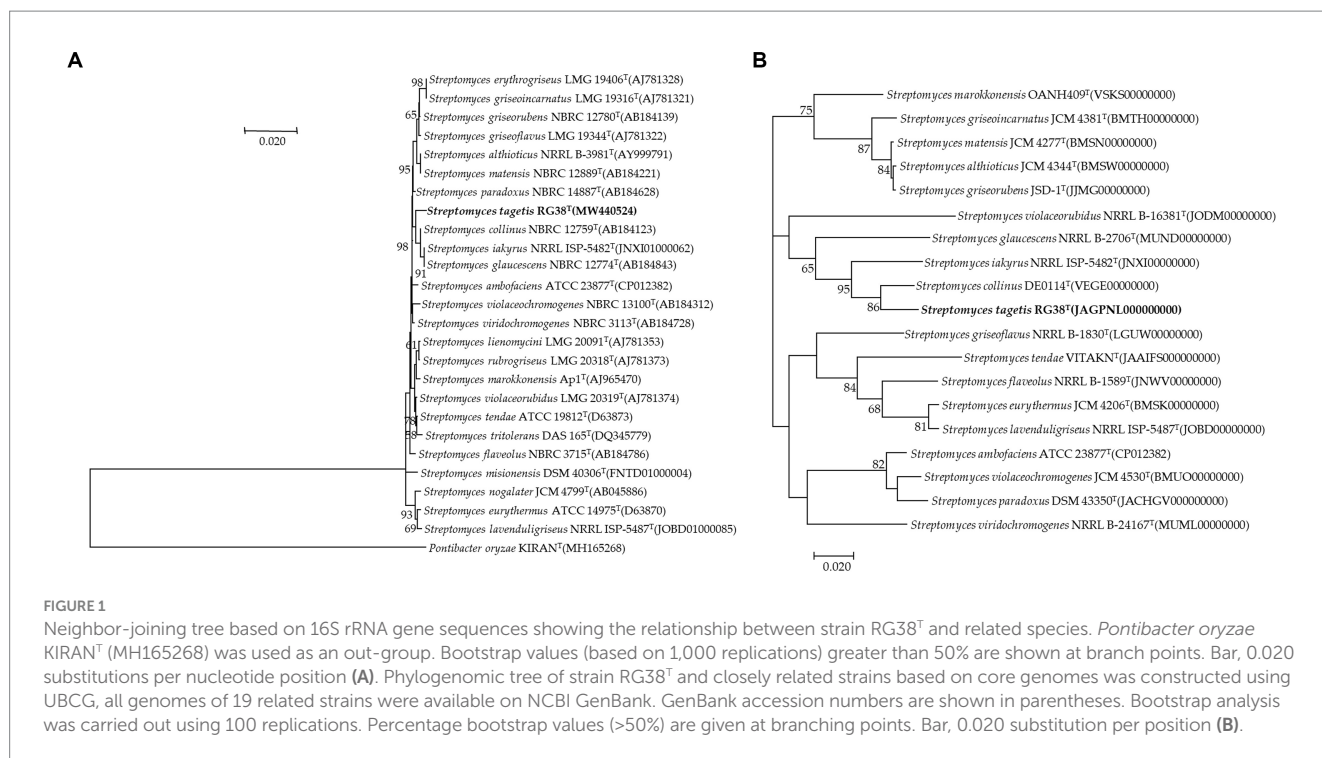 A
Streptomyces erythrogriseus LMG 19406ᵀ(AJ781328)
98
Streptomyces griseoincarnatus LMG 19316ᵀ(AJ781321)
65
Streptomyces griseorubens NBRC 12780ᵀ(AB184139)
0.020
Streptomyces griseoflavus LMG 19344ᵀ(AJ781322)
Streptomyces althioticus NRRL B-3981ᵀ(AY999791)
95
Streptomyces matensis NBRC 12889ᵀ(AB184221)
Streptomyces paradoxus NBRC 14887ᵀ(AB184628)
Streptomyces tagetis RG38ᵀ(MW440524)
Streptomyces collinus NBRC 12759ᵀ(AB184123)
98
Streptomyces iakyrus NRRL ISP-5482ᵀ(JNXI01000062)
Streptomyces glaucescens NBRC 12774ᵀ(AB184843)
91
Streptomyces ambofaciens ATCC 23877ᵀ(CP012382)
Streptomyces violaceochromogenes NBRC 13100ᵀ(AB184312)
Streptomyces viridochromogenes NBRC 3113ᵀ(AB184728)
61
Streptomyces lienomycini LMG 20091ᵀ(AJ781353)
Streptomyces rubrogriseus LMG 20318ᵀ(AJ781373)
Streptomyces marokkonensis Ap1ᵀ(AJ965470)
Streptomyces violaceorubidus LMG 20319ᵀ(AJ781374)
78
Streptomyces tendae ATCC 19812ᵀ(D63873)
58
Streptomyces tritolerans DAS 165ᵀ(DQ345779)
Streptomyces flaveolus NBRC 3715ᵀ(AB184786)
Streptomyces misionensis DSM 40306ᵀ(FNTD01000004)
Streptomyces nogalater JCM 4799ᵀ(AB045886)
93
Streptomyces eurythermus ATCC 14975ᵀ(D63870)
69
Streptomyces lavenduligriseus NRRL ISP-5487ᵀ(JOBD01000085)
Pontibacter oryzae KIRANᵀ(MH165268)
B
Streptomyces marokkonensis OANH409ᵀ(VSKS00000000)
75
Streptomyces griseoincarnatus JCM 4381ᵀ(BMTH00000000)
87
Streptomyces matensis JCM 4277ᵀ(BMSN00000000)
84
Streptomyces althioticus JCM 4344ᵀ(BMSW00000000)
Streptomyces griseorubens JSD-1ᵀ(JJMG00000000)
Streptomyces violaceorubidus NRRL B-16381ᵀ(JODM00000000)
Streptomyces glaucescens NRRL B-2706ᵀ(MUND00000000)
65
Streptomyces iakyrus NRRL ISP-5482ᵀ(JNXI00000000)
95
Streptomyces collinus DE0114ᵀ(VEGE00000000)
86
Streptomyces tagetis RG38ᵀ(JAGPNL000000000)
Streptomyces griseoflavus NRRL B-1830ᵀ(LGUW00000000)
Streptomyces tendae VITAKNᵀ(JAAIFS000000000)
84
Streptomyces flaveolus NRRL B-1589ᵀ(JNWV00000000)
68
Streptomyces eurythermus JCM 4206ᵀ(BMSK00000000)
81
Streptomyces lavenduligriseus NRRL ISP-5487ᵀ(JOBD00000000)
Streptomyces ambofaciens ATCC 23877ᵀ(CP012382)
82
Streptomyces violaceochromogenes JCM 4530ᵀ(BMUO00000000)
Streptomyces paradoxus DSM 43350ᵀ(JACHGV000000000)
Streptomyces viridochromogenes NRRL B-24167ᵀ(MUML00000000)
0.020
FIGURE 1
Neighbor-joining tree based on 16S rRNA gene sequences showing the relationship between strain RG38ᵀ and related species. Pontibacter oryzae
KIRANᵀ (MH165268) was used as an out-group. Bootstrap values (based on 1,000 replications) greater than 50% are shown at branch points. Bar, 0.020
substitutions per nucleotide position (A). Phylogenomic tree of strain RG38ᵀ and closely related strains based on core genomes was constructed using
UBCG, all genomes of 19 related strains were available on NCBI GenBank. GenBank accession numbers are shown in parentheses. Bootstrap analysis
was carried out using 100 replications. Percentage bootstrap values (>50%) are given at branching points. Bar, 0.020 substitution per position (B).